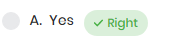 A. Yes ✓ Right